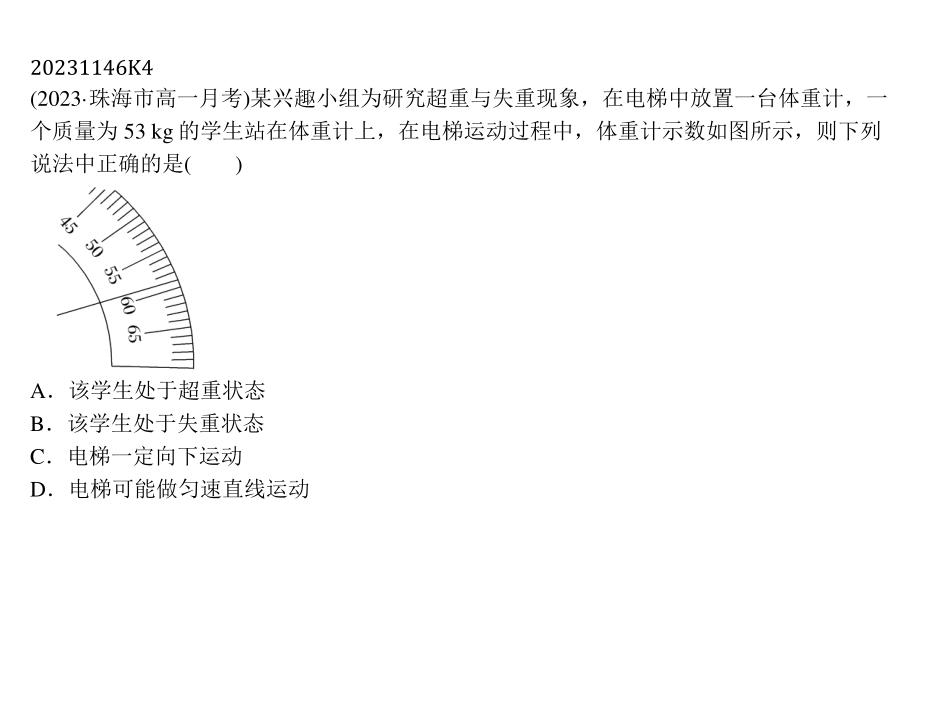 20231146K4
(2023·珠海市高一月考)某兴趣小组为研究超重与失重现象，在电梯中放置一台体重计，一
个质量为 53 kg 的学生站在体重计上，在电梯运动过程中，体重计示数如图所示，则下列
说法中正确的是(　　)
45
50
55
60
65
A．该学生处于超重状态
B．该学生处于失重状态
C．电梯一定向下运动
D．电梯可能做匀速直线运动